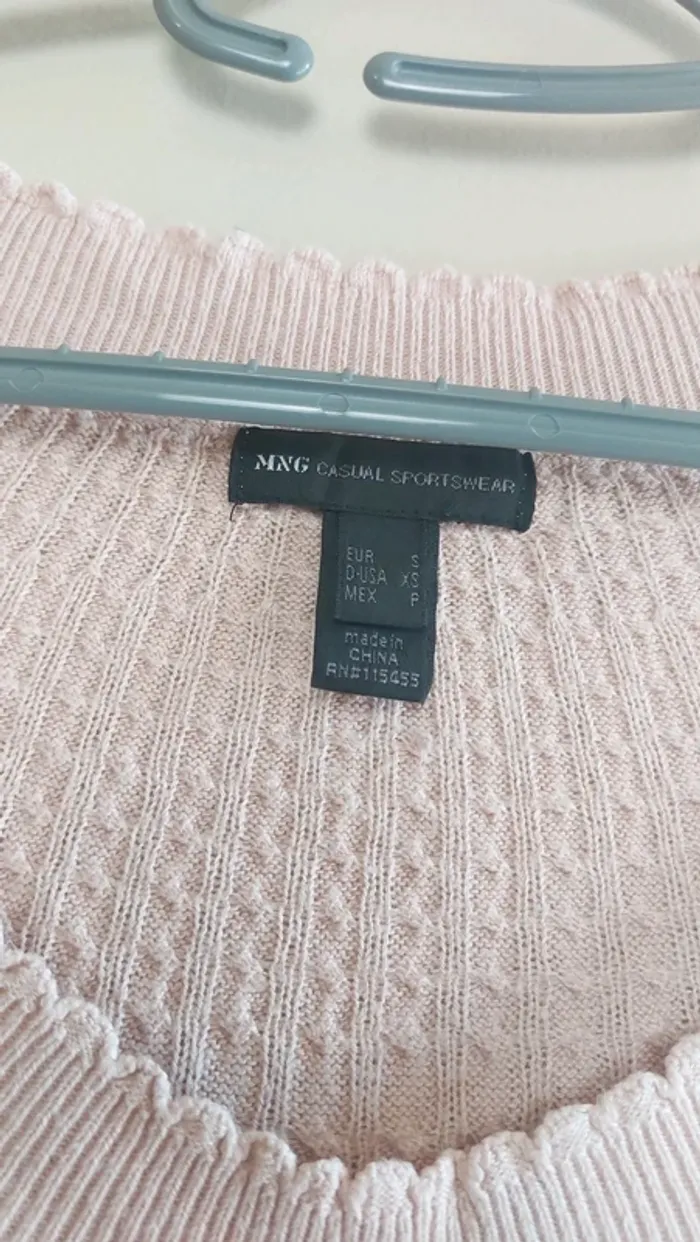 MNG CASUAL SPORTSWEAR
EUR S
D-USA XS
MEX P
made in
CHINA
RN#115455